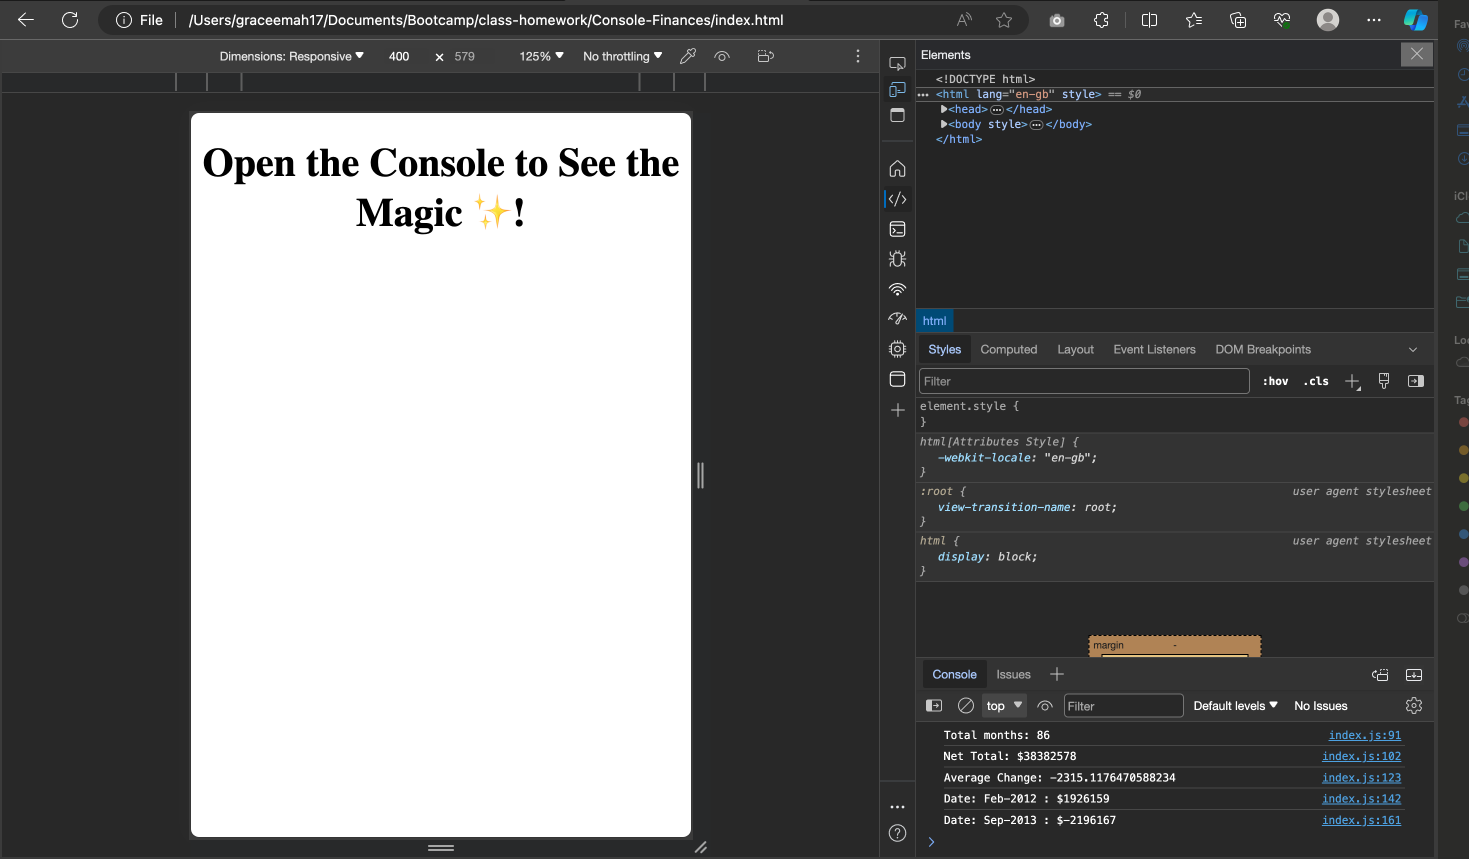 File /Users/graceemah17/Documents/Bootcamp/class-homework/Console-Finances/index.html
Dimensions: Responsive 400 × 579 125% No throttling
Open the Console to See the
Magic ✨!
Elements
<!DOCTYPE html>
<html lang="en-gb" style> == $0
<head> </head>
<body style> </body>
</html>
html
Styles Computed Layout Event Listeners DOM Breakpoints
Filter :hov .cls
element.style {
}
html[Attributes Style] {
-webkit-locale: "en-gb";
}
:root { user agent stylesheet
view-transition-name: root;
}
html { user agent stylesheet
display: block;
}
margin -
Console Issues
top Filter Default levels No Issues
Total months: 86 index.js:91
Net Total: $38382578 index.js:102
Average Change: -2315.1176470588234 index.js:123
Date: Feb-2012 : $1926159 index.js:142
Date: Sep-2013 : $-2196167 index.js:161
Fav
iCl
Loc
Tag